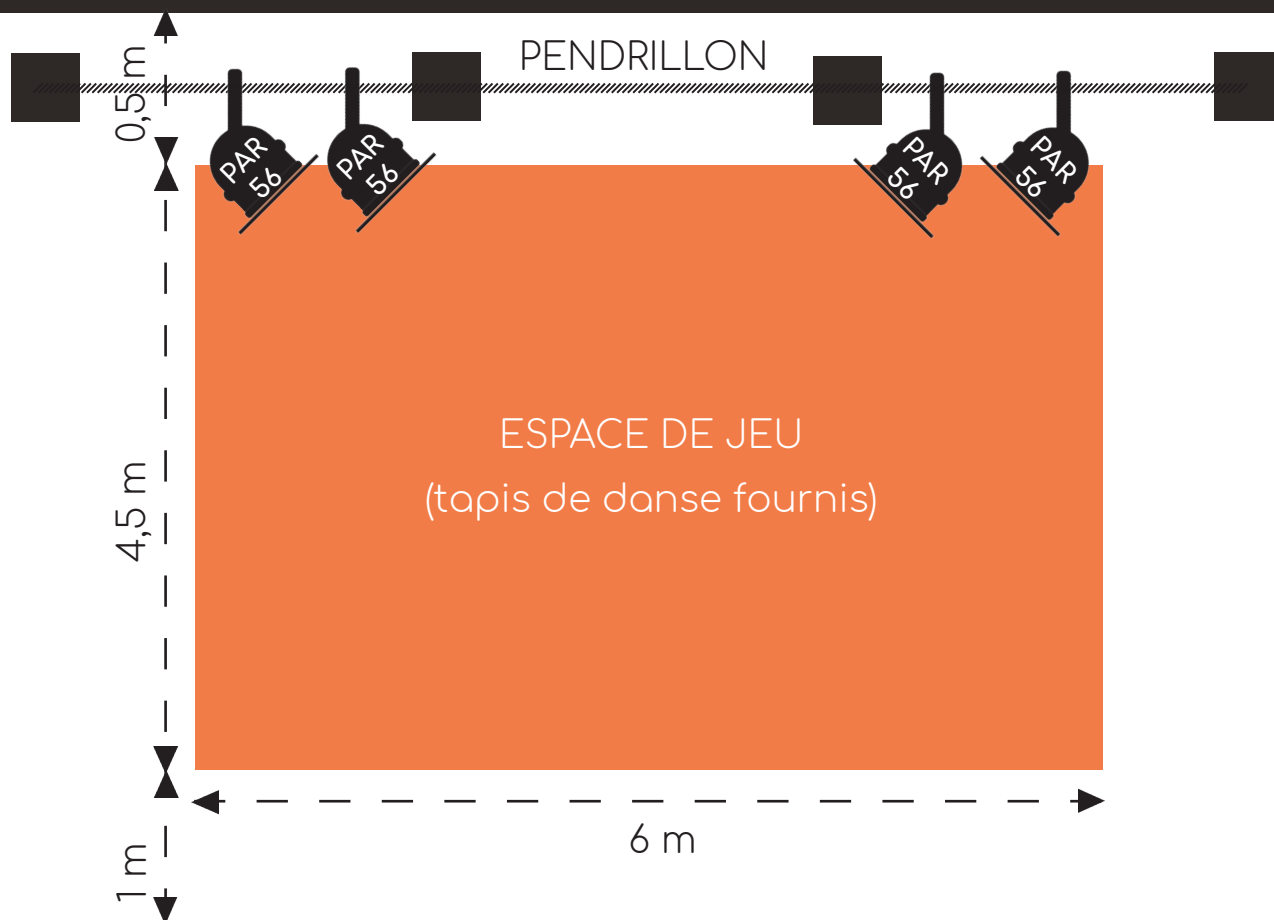 PENDRILLON
0,5 m
PAR
56
PAR
56
PAR
56
PAR
56
ESPACE DE JEU
(tapis de danse fournis)
4,5 m
6 m
1 m